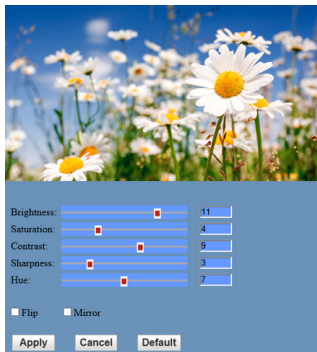 Brightness: 11
Saturation: 4
Contrast: 9
Sharpness: 3
Hue: 7
Flip Mirror
Apply Cancel Default